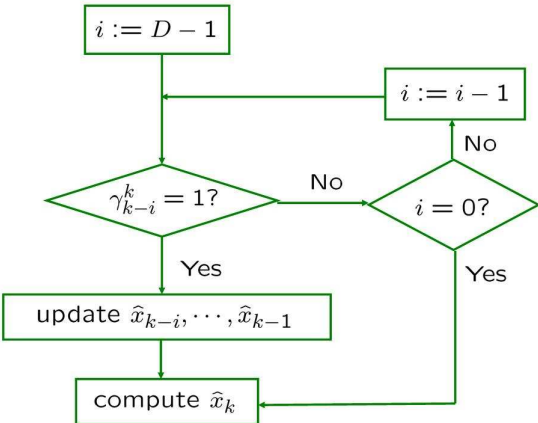 i := D − 1
i := i − 1
No
γ^k_{k−i} = 1?
No
i = 0?
Yes
Yes
update x̂_{k−i}, ⋯, x̂_{k−1}
compute x̂_k